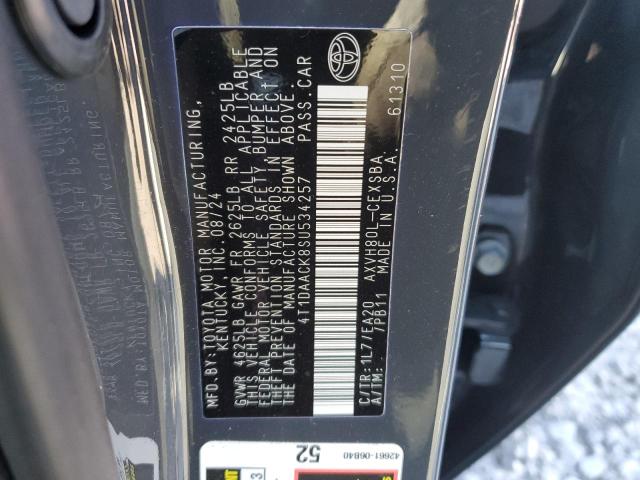 MFD.BY:TOYOTA MOTOR MANUFACTURING,
KENTUCKY, INC. 08/24
GVWR 4625LB GAWR FR 2625LB RR 2425LB
THIS VEHICLE CONFORMS TO ALL APPLICABLE
FEDERAL MOTOR VEHICLE SAFETY, BUMPER, AND
THEFT PREVENTION STANDARDS IN EFFECT ON
THE DATE OF MANUFACTURE SHOWN ABOVE.
4T1DAACK8SU534257 PASS. CAR
C/TR:1L7/EA20 AXVH80L-CEXSBA
A/TM: - /PB11 MADE IN U.S.A. 61310
52
42661-06B40